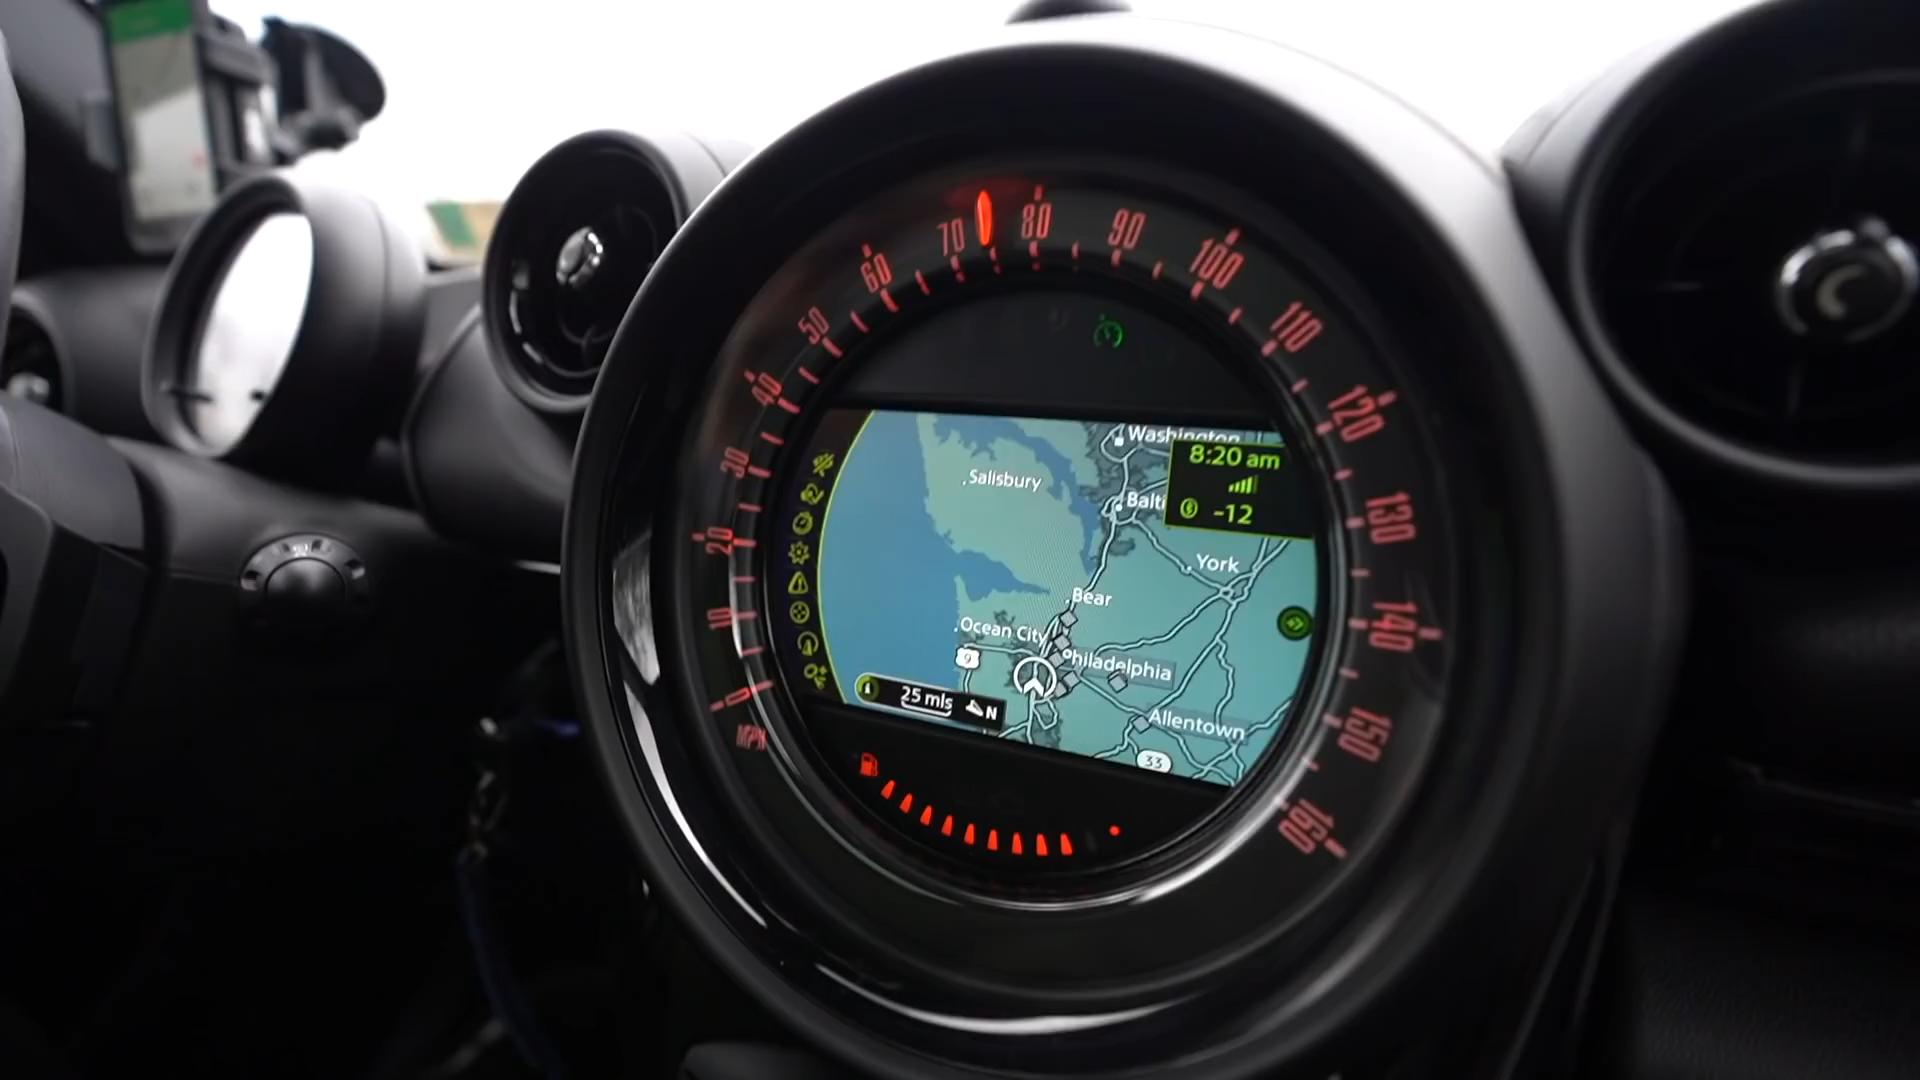 0
10
20
30
40
50
60
70
80
90
100
110
120
130
140
150
160
MPH
Washington
8:20 am
-12
Salisbury
Balti
York
Bear
Ocean City
9
Philadelphia
25 mls
N
Allentown
33